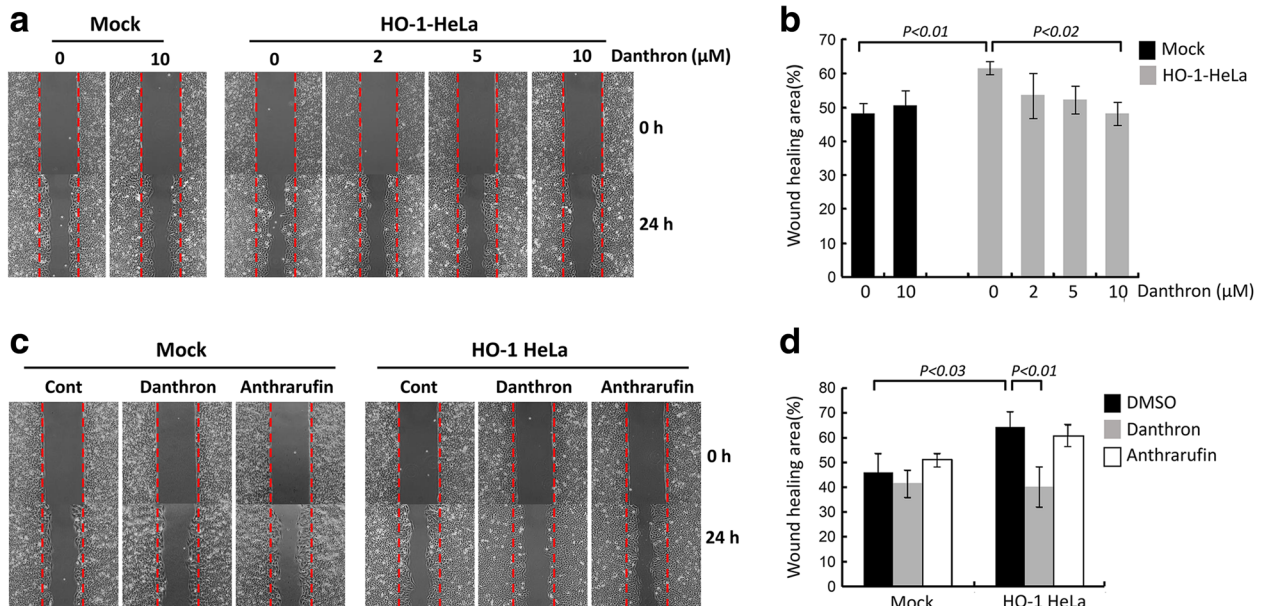 a
Mock
HO-1-HeLa
0 10 0 2 5 10 Danthron (μM)
0 h
24 h
b
P<0.01 P<0.02
Mock
HO-1-HeLa
Wound healing area(%)
70
60
50
40
30
20
10
0
0 10 0 2 5 10 Danthron (μM)
c
Mock
HO-1 HeLa
Cont Danthron Anthrarufin Cont Danthron Anthrarufin
0 h
24 h
d
P<0.03 P<0.01
DMSO
Danthron
Anthrarufin
Wound healing area(%)
80
70
60
50
40
30
20
10
0
Mock HO-1 HeLa